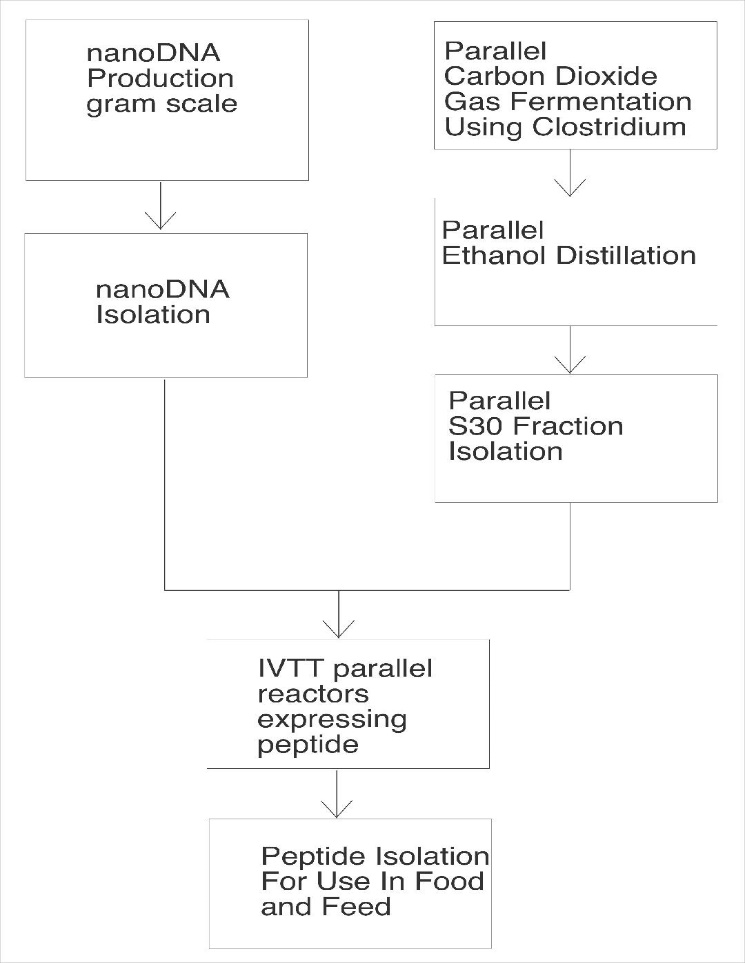 nanoDNA
Production
gram scale
nanoDNA
Isolation
Parallel
Carbon Dioxide
Gas Fermentation
Using Clostridium
Parallel
Ethanol Distillation
Parallel
S30 Fraction
Isolation
IVTT parallel
reactors
expressing
peptide
Peptide Isolation
For Use In Food
and Feed